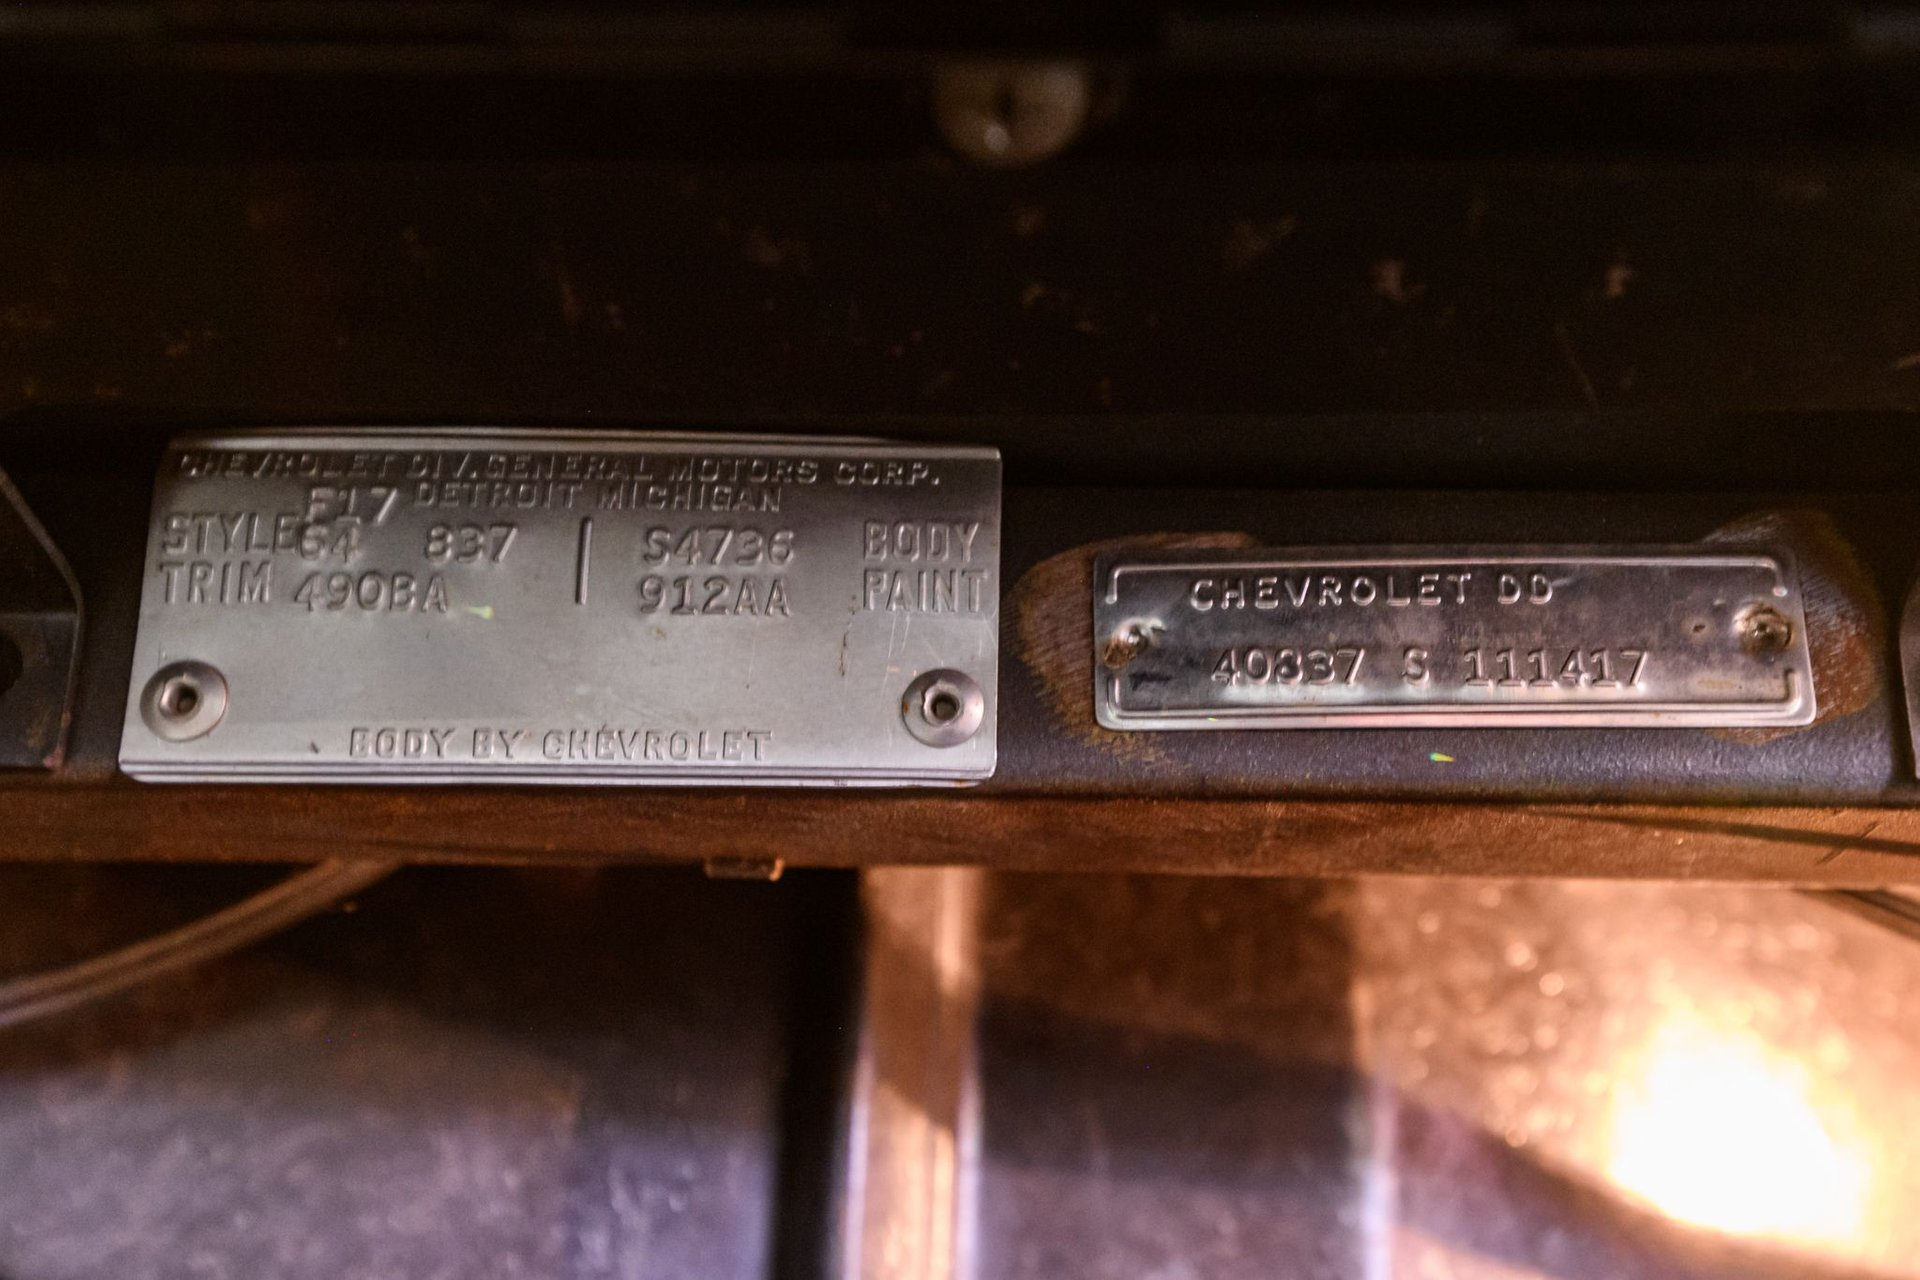 CHEVROLET DIV. GENERAL MOTORS CORP.
F17 DETROIT MICHIGAN
STYLE 64 837 | S4736 BODY
TRIM 490BA 912AA PAINT
BODY BY CHEVROLET
CHEVROLET DD
40837 S 111417